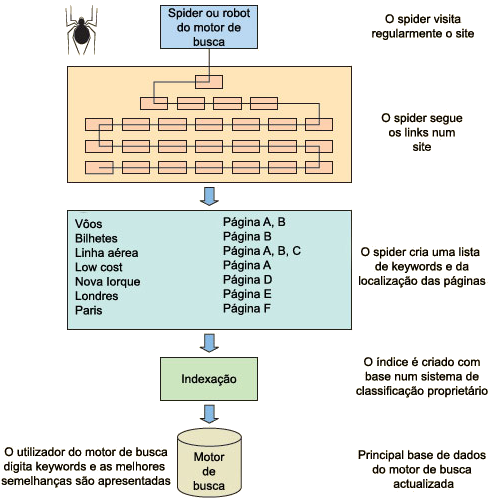 Spider ou robot
do motor de
busca
O spider visita
regularmente o site
O spider segue
os links num
site
Vôos Página A, B
Bilhetes Página B
Linha aérea Página A, B, C
Low cost Página A
Nova Iorque Página D
Londres Página E
Paris Página F
O spider cria uma lista
de keywords e da
localização das páginas
Indexação
O índice é criado com
base num sistema de
classificação proprietário
O utilizador do motor de busca
digita keywords e as melhores
semelhanças são apresentadas
Motor
de
busca
Principal base de dados
do motor de busca
actualizada